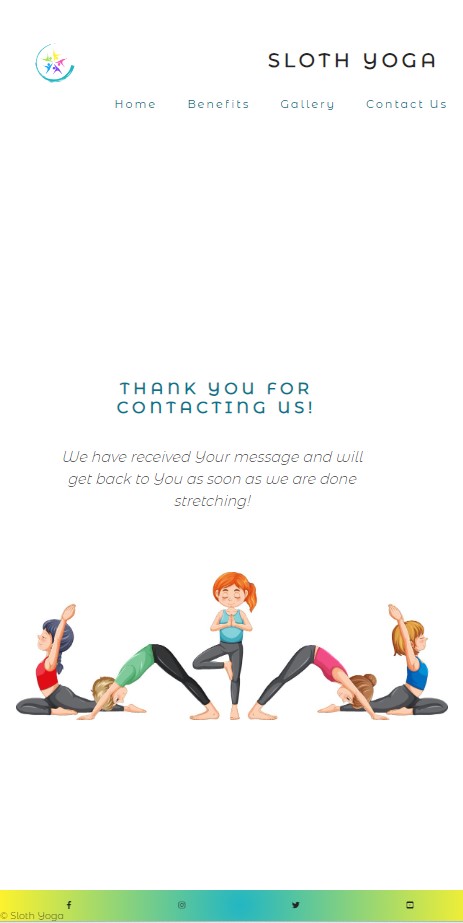 SLOTH YOGA
Home Benefits Gallery Contact Us
THANK YOU FOR
CONTACTING US!
We have received Your message and will
get back to You as soon as we are done
stretching!
© Sloth Yoga